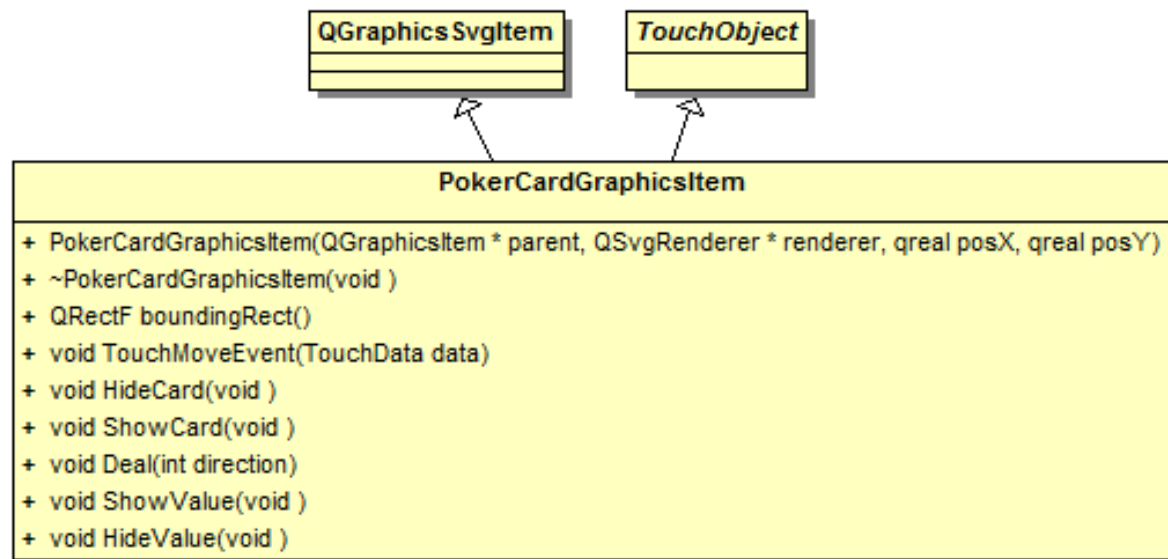 QGraphicsSvgItem
TouchObject
PokerCardGraphicsItem
+ PokerCardGraphicsItem(QGraphicsItem * parent, QSvgRenderer * renderer, qreal posX, qreal posY)
+ ~PokerCardGraphicsItem(void )
+ QRectF boundingRect()
+ void TouchMoveEvent(TouchData data)
+ void HideCard(void )
+ void ShowCard(void )
+ void Deal(int direction)
+ void ShowValue(void )
+ void HideValue(void )